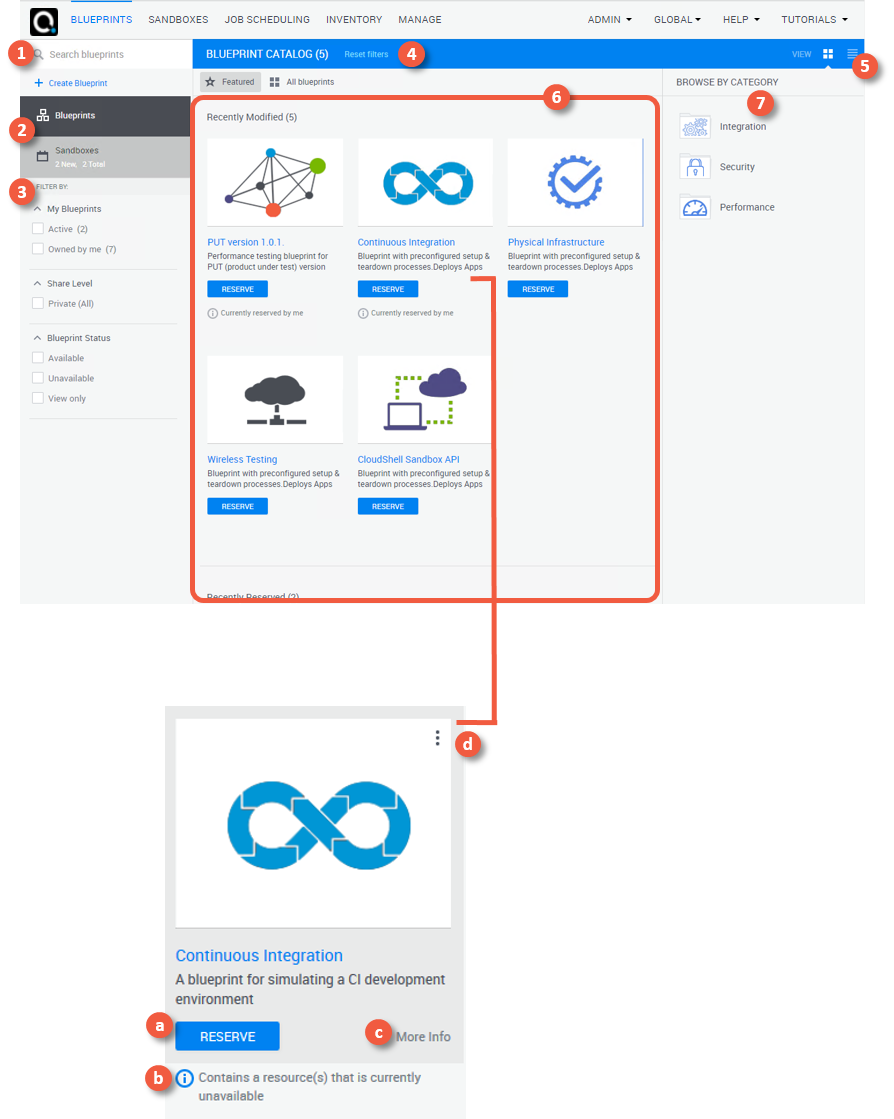 BLUEPRINTS SANDBOXES JOB SCHEDULING INVENTORY MANAGE ADMIN GLOBAL HELP TUTORIALS
1 Search blueprints
BLUEPRINT CATALOG (5) Reset filters 4 VIEW 5
+ Create Blueprint
Featured All blueprints
6
BROWSE BY CATEGORY
7
2 Blueprints
Sandboxes
2 New, 2 Total
3 FILTER BY:
My Blueprints
Active (2)
Owned by me (7)
Share Level
Private (All)
Blueprint Status
Available
Unavailable
View only
Recently Modified (5)
PUT version 1.0.1.
Performance testing blueprint for
PUT (product under test) version
RESERVE
Currently reserved by me
Continuous Integration
Blueprint with preconfigured setup &
teardown processes.Deploys Apps
RESERVE
Currently reserved by me
Physical Infrastructure
Blueprint with preconfigured setup &
teardown processes.Deploys Apps
RESERVE
Wireless Testing
Blueprint with preconfigured setup &
teardown processes.Deploys Apps
RESERVE
CloudShell Sandbox API
Blueprint with preconfigured setup &
teardown processes.Deploys Apps
RESERVE
Recently Reserved (2)
Integration
Security
Performance
d
Continuous Integration
A blueprint for simulating a CI development
environment
a RESERVE c More Info
b Contains a resource(s) that is currently
unavailable